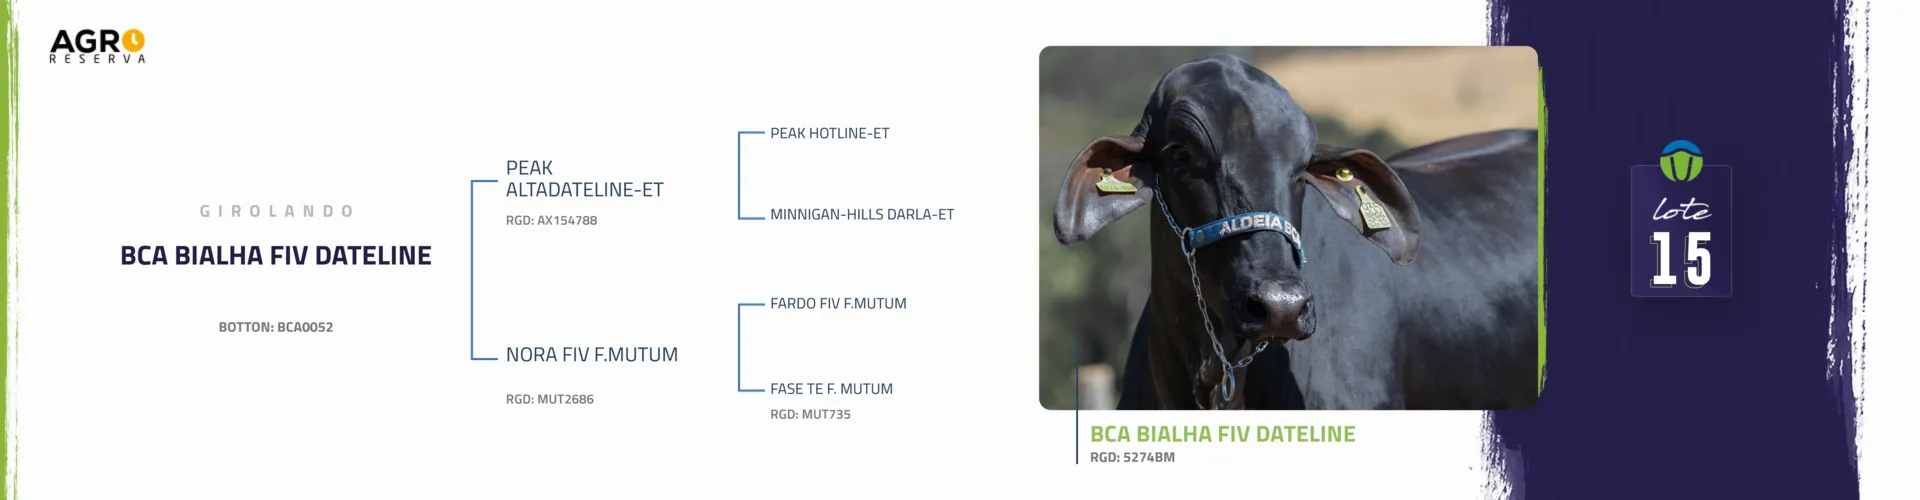 AGRO
RESERVA
GIROLANDO
BCA BIALHA FIV DATELINE
BOTTON: BCA0052
PEAK
ALTADATELINE-ET
RGD: AX154788
NORA FIV F.MUTUM
RGD: MUT2686
PEAK HOTLINE-ET
MINNIGAN-HILLS DARLA-ET
FARDO FIV F.MUTUM
FASE TE F. MUTUM
RGD: MUT735
ALDEIA BCA
BCA BIALHA FIV DATELINE
RGD: 5274BM
lote
15